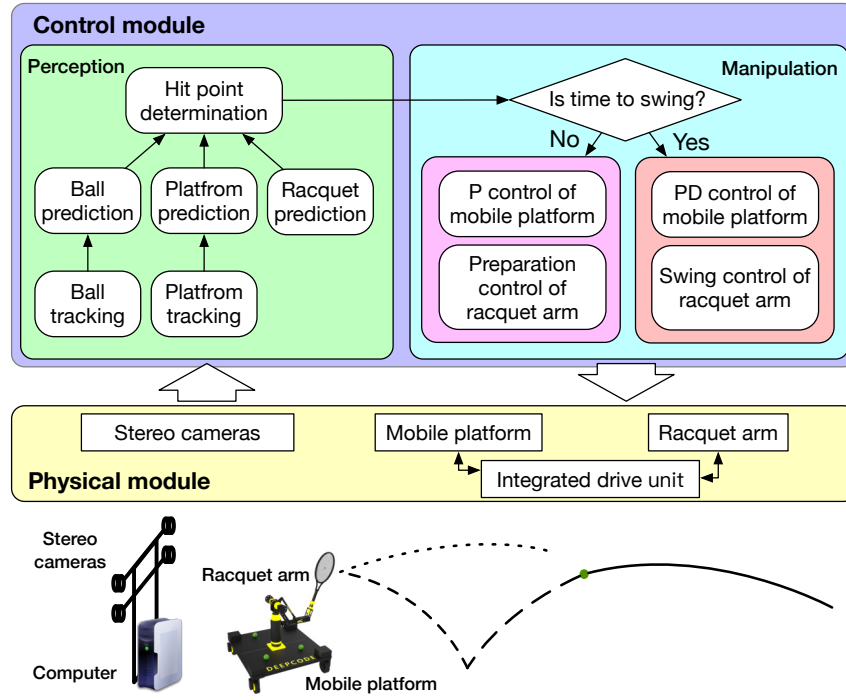 Control module
Perception
Manipulation
Hit point
determination
Is time to swing?
No
Yes
Ball
prediction
Platfrom
prediction
Racquet
prediction
P control of
mobile platform
PD control of
mobile platform
Ball
tracking
Platfrom
tracking
Preparation
control of
racquet arm
Swing control of
racquet arm
Stereo cameras
Mobile platform
Racquet arm
Integrated drive unit
Physical module
Stereo
cameras
Racquet arm
Computer
DEEPCODE
Mobile platform